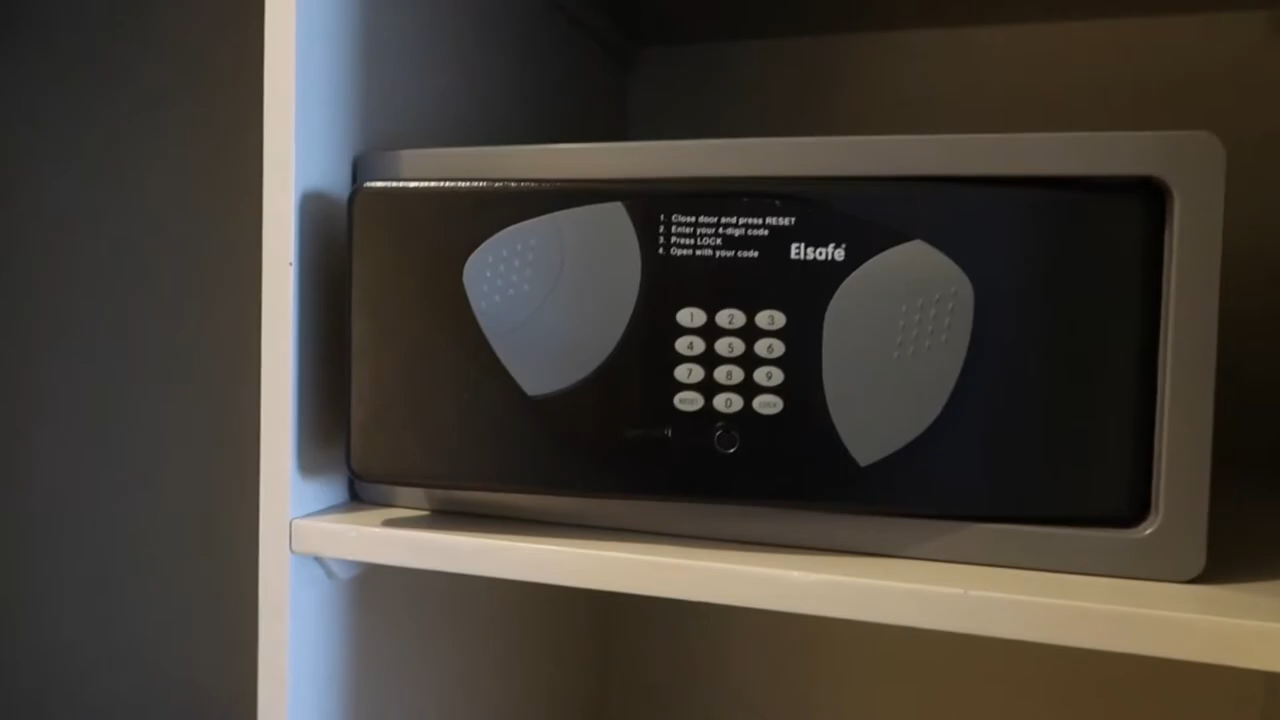 1. Close door and press RESET
2. Enter your 4-digit code
3. Press LOCK
4. Open with your code
Elsafe
1 2 3
4 5 6
7 8 9
RESET 0 LOCK